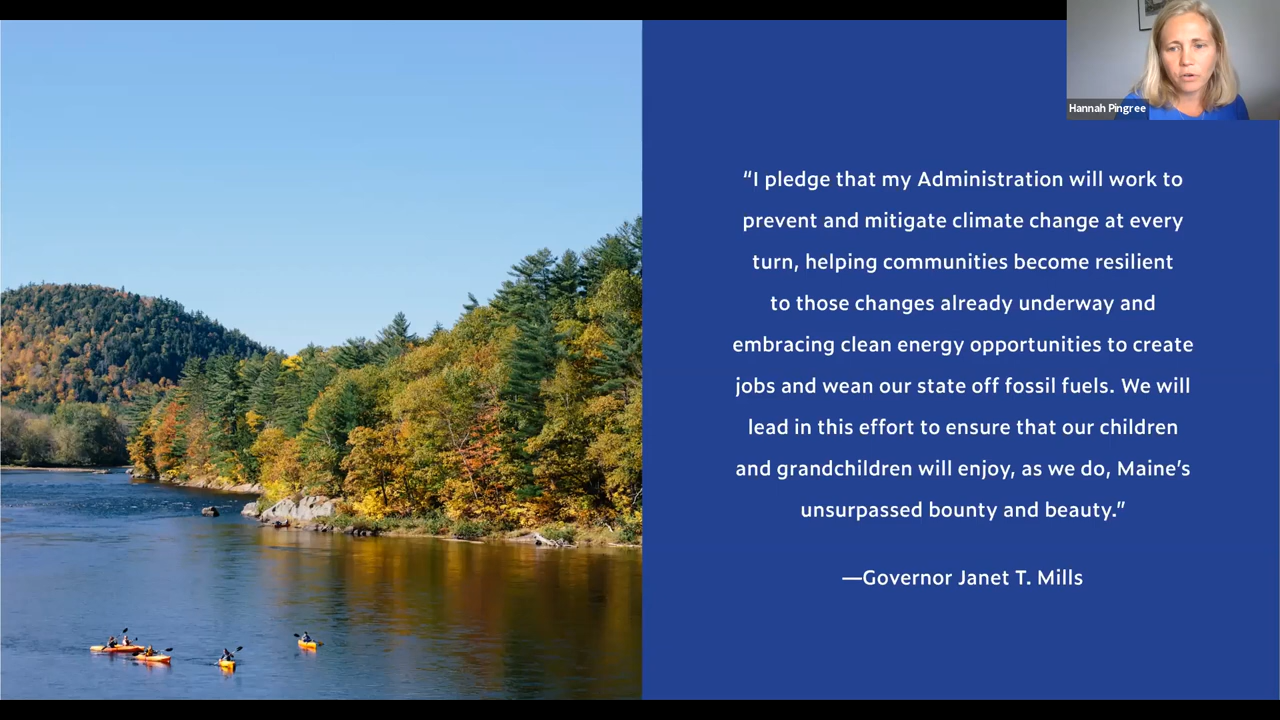 Hannah Pingree
“I pledge that my Administration will work to
prevent and mitigate climate change at every
turn, helping communities become resilient
to those changes already underway and
embracing clean energy opportunities to create
jobs and wean our state off fossil fuels. We will
lead in this effort to ensure that our children
and grandchildren will enjoy, as we do, Maine’s
unsurpassed bounty and beauty.”
—Governor Janet T. Mills